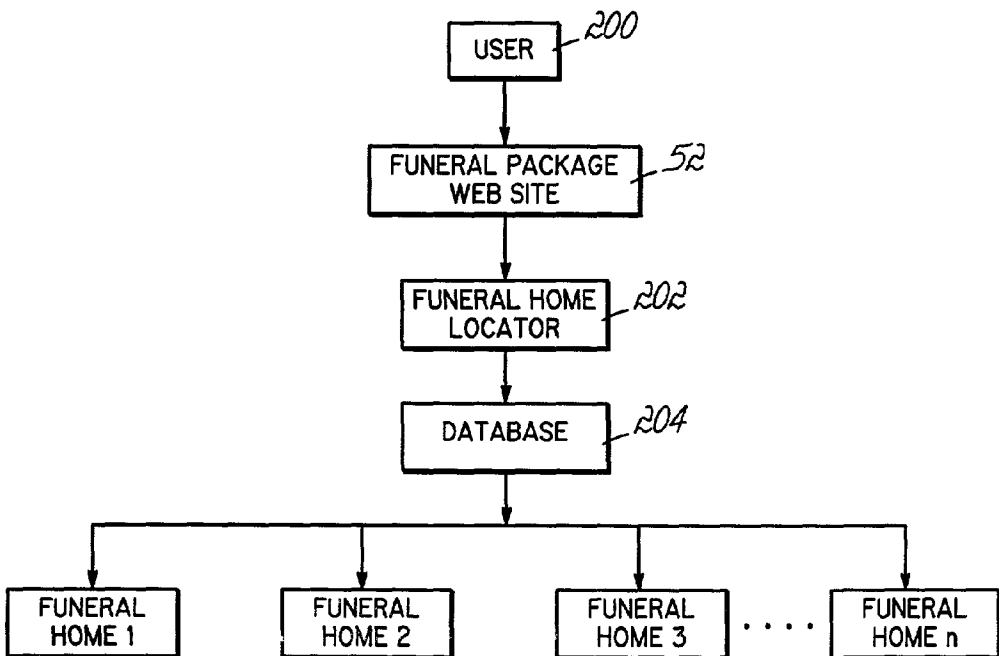 USER
200
FUNERAL PACKAGE
WEB SITE
52
FUNERAL HOME
LOCATOR
202
DATABASE
204
FUNERAL
HOME 1
FUNERAL
HOME 2
FUNERAL
HOME 3
. . . .
FUNERAL
HOME n